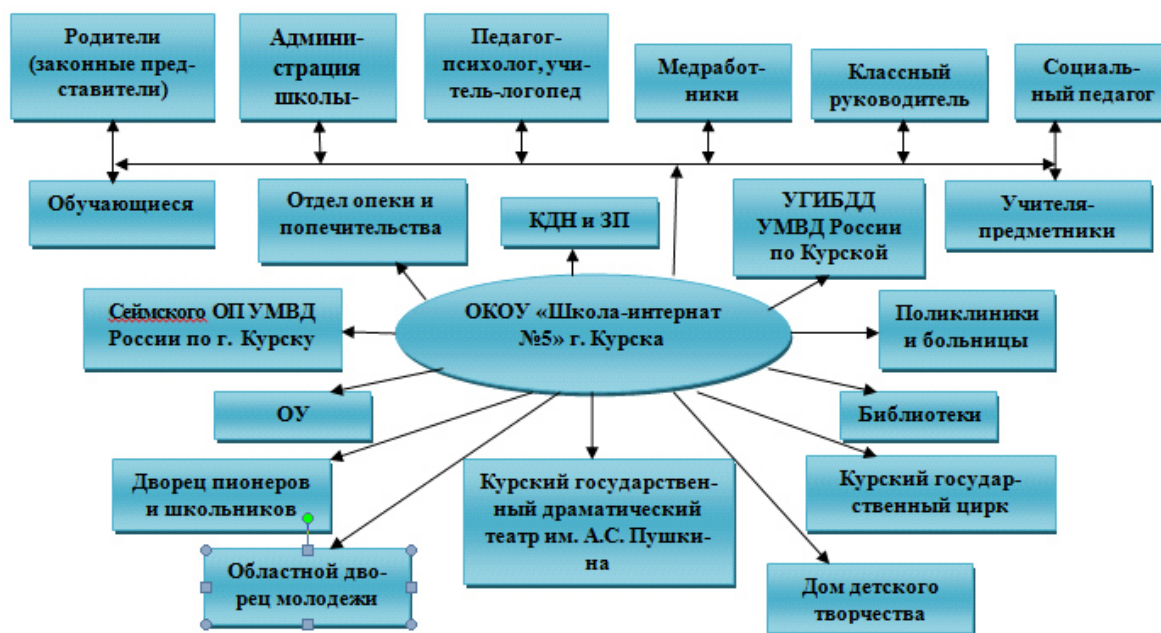 Родители
(законные пред-
ставители)
Админи-
страция
школы-
Педагог-
психолог, учи-
тель-логопед
Медработ-
ники
Классный
руководитель
Социаль-
ный педагог
Обучающиеся
Отдел опеки и
попечительства
КДН и ЗП
УГИБДД
УМВД России
по Курской
Учителя-
предметники
Сеймского ОП УМВД
России по г. Курску
ОКОУ «Школа-интернат
№5» г. Курска
Поликлиники
и больницы
ОУ
Библиотеки
Дворец пионеров
и школьников
Курский государствен-
ный драматический
театр им. А.С. Пушки-
на
Курский государ-
ственный цирк
Областной дво-
рец молодежи
Дом детского
творчества